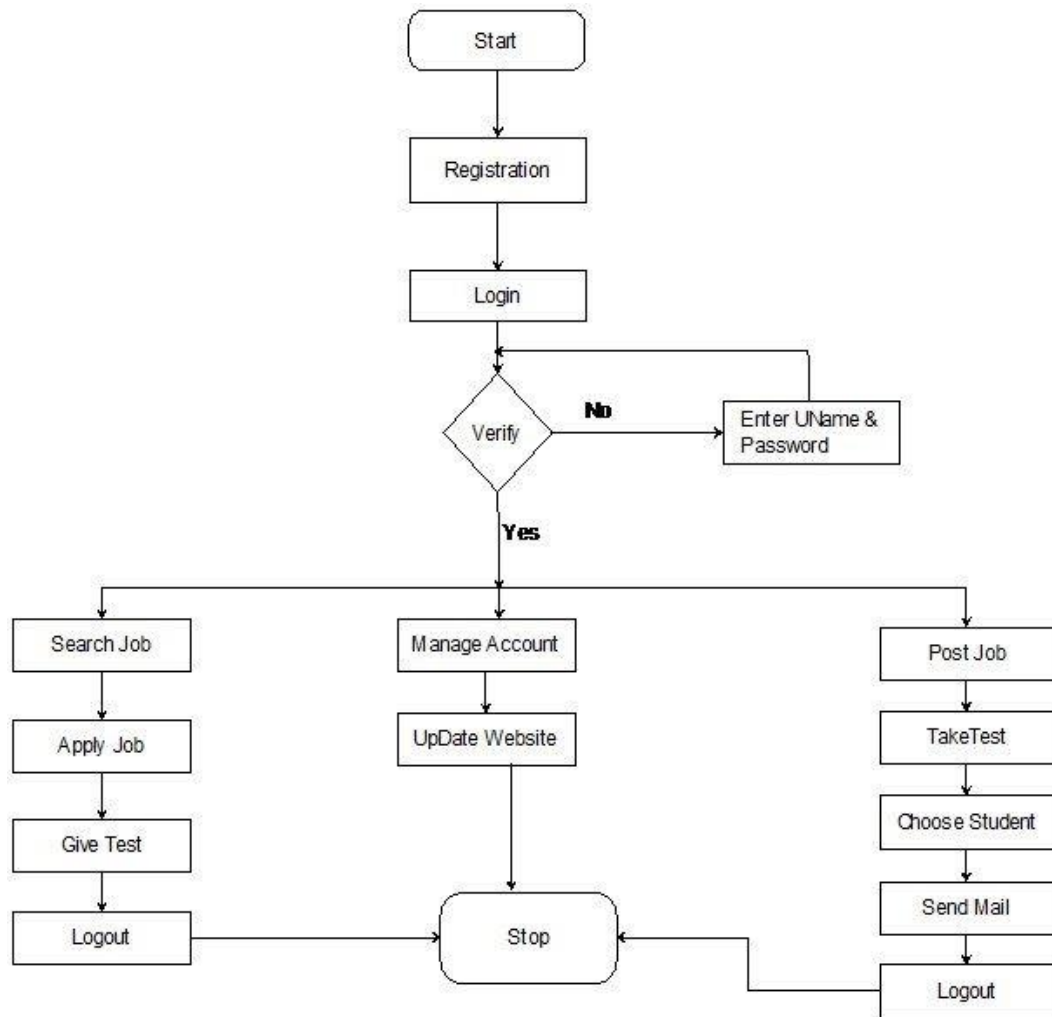 Start
Registration
Login
Verify
No
Enter UName &
Password
Yes
Search Job
Manage Account
Post Job
Apply Job
UpDate Website
TakeTest
Give Test
Choose Student
Logout
Stop
Send Mail
Logout